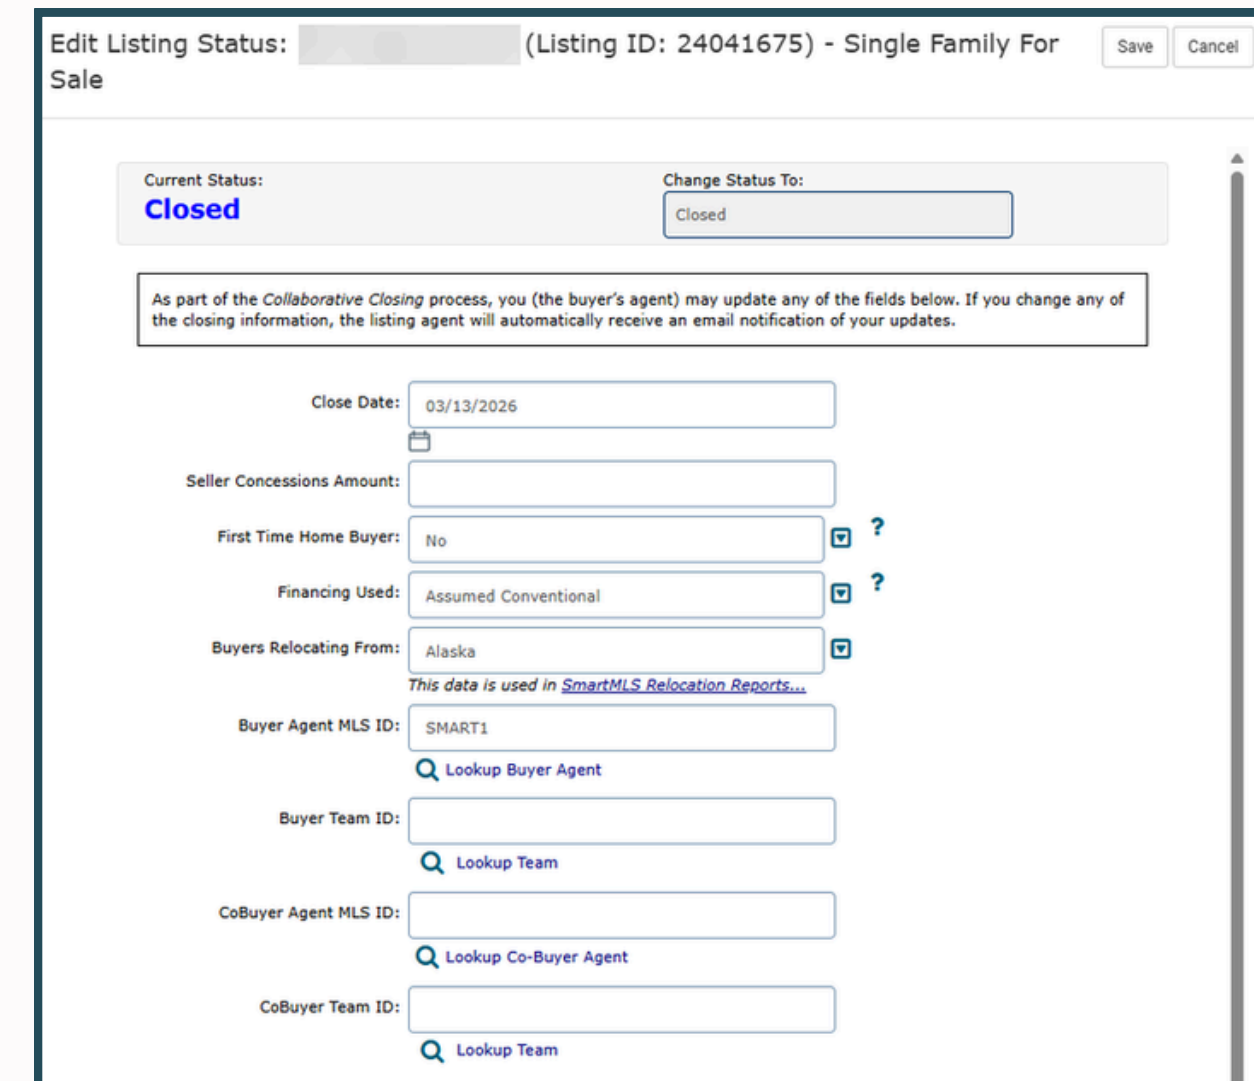 Edit Listing Status: (Listing ID: 24041675) - Single Family For
Sale
Save
Cancel
Current Status:
Closed
Change Status To:
Closed
As part of the Collaborative Closing process, you (the buyer's agent) may update any of the fields below. If you change any of
the closing information, the listing agent will automatically receive an email notification of your updates.
Close Date: 03/13/2026
Seller Concessions Amount:
First Time Home Buyer: No ?
Financing Used: Assumed Conventional ?
Buyers Relocating From: Alaska
This data is used in SmartMLS Relocation Reports...
Buyer Agent MLS ID: SMART1
Lookup Buyer Agent
Buyer Team ID:
Lookup Team
CoBuyer Agent MLS ID:
Lookup Co-Buyer Agent
CoBuyer Team ID:
Lookup Team